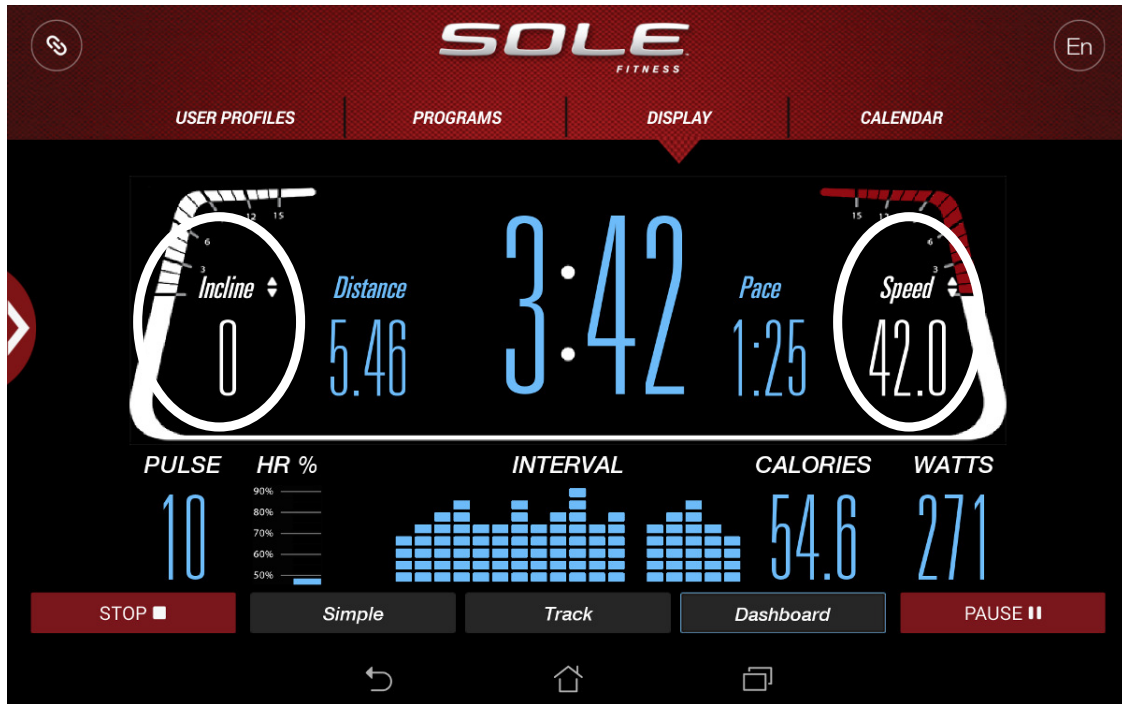 SOLE
FITNESS
En
USER PROFILES PROGRAMS DISPLAY CALENDAR
12 15
15
6
6
3
3
Incline Distance 3:42 Pace Speed
0 5.46 1:25 42.0
PULSE HR % INTERVAL CALORIES WATTS
10 54.6 271
90%
80%
70%
60%
50%
STOP Simple Track Dashboard PAUSE